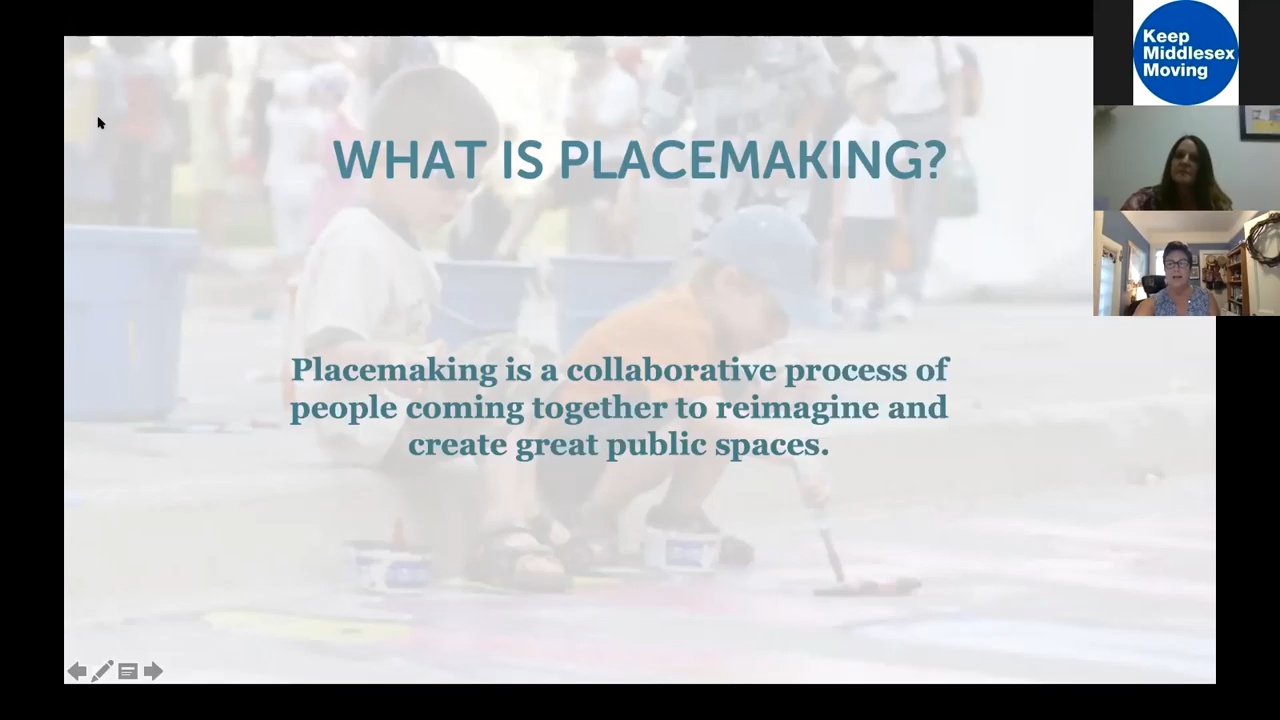 WHAT IS PLACEMAKING?
Placemaking is a collaborative process of
people coming together to reimagine and
create great public spaces.
Keep
Middlesex
Moving